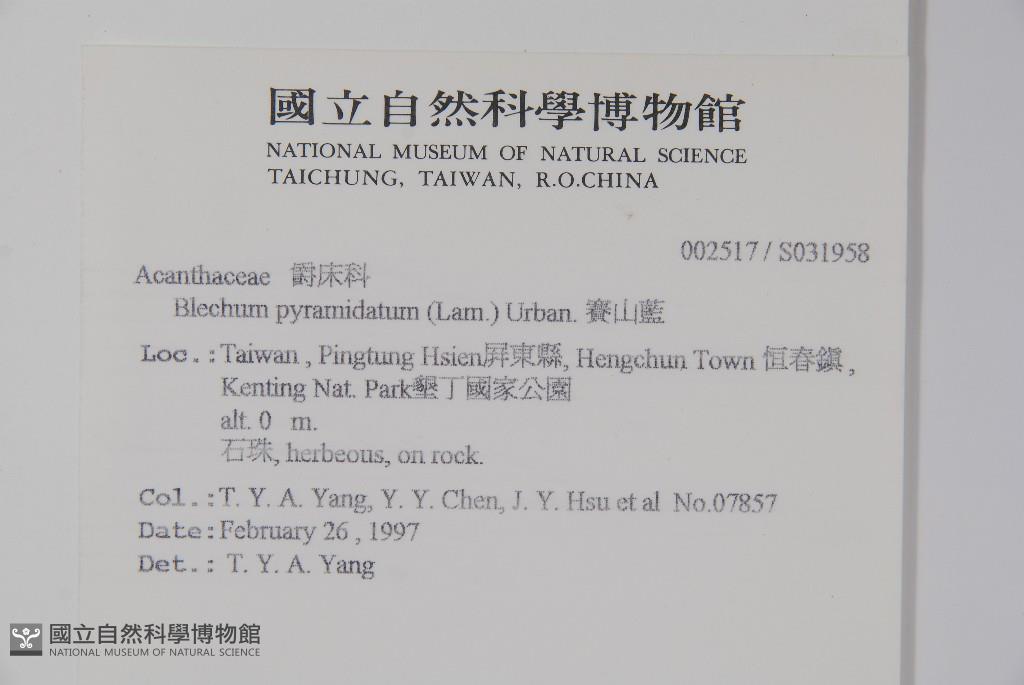 國立自然科學博物館
NATIONAL MUSEUM OF NATURAL SCIENCE
TAICHUNG, TAIWAN, R.O.CHINA
002517 / S031958
Acanthaceae 爵床科
Blechum pyramidatum (Lam.) Urban. 賽山藍
Loc.: Taiwan , Pingtung Hsien屏東縣, Hengchun Town 恒春鎮 ,
Kenting Nat. Park墾丁國家公園
alt. 0 m.
石珠, herbeous, on rock.
Col.: T. Y. A. Yang, Y. Y. Chen, J. Y. Hsu et al No.07857
Date: February 26 , 1997
Det.: T. Y. A. Yang
國立自然科學博物館
NATIONAL MUSEUM OF NATURAL SCIENCE